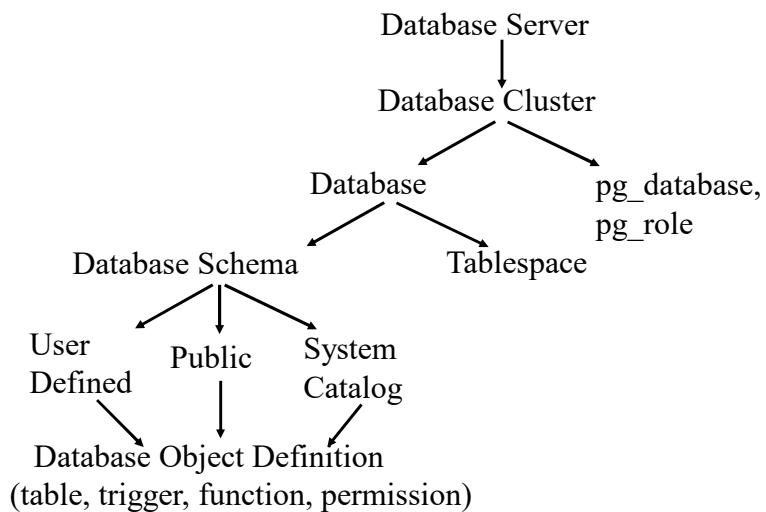 Database Server
Database Cluster
Database
pg_database,
pg_role
Database Schema
Tablespace
User
Defined
Public
System
Catalog
Database Object Definition
(table, trigger, function, permission)